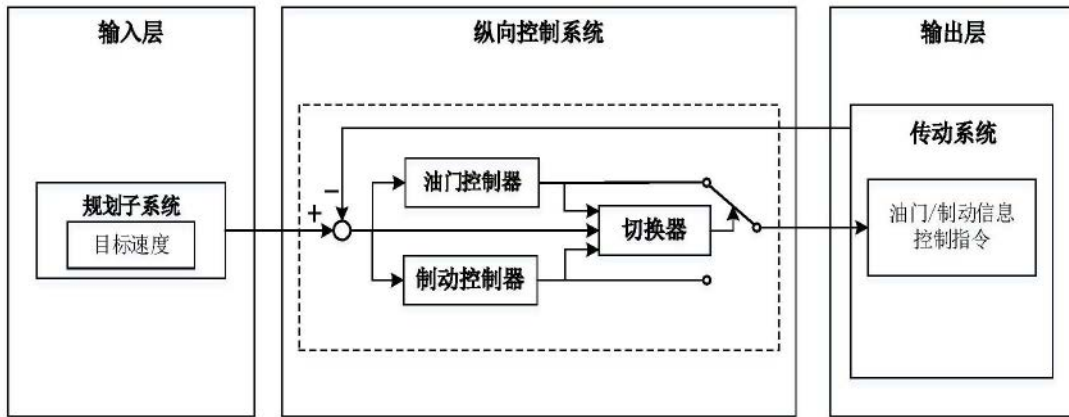 输入层
规划子系统
目标速度
纵向控制系统
−
+
油门控制器
切换器
制动控制器
输出层
传动系统
油门/制动信息
控制指令